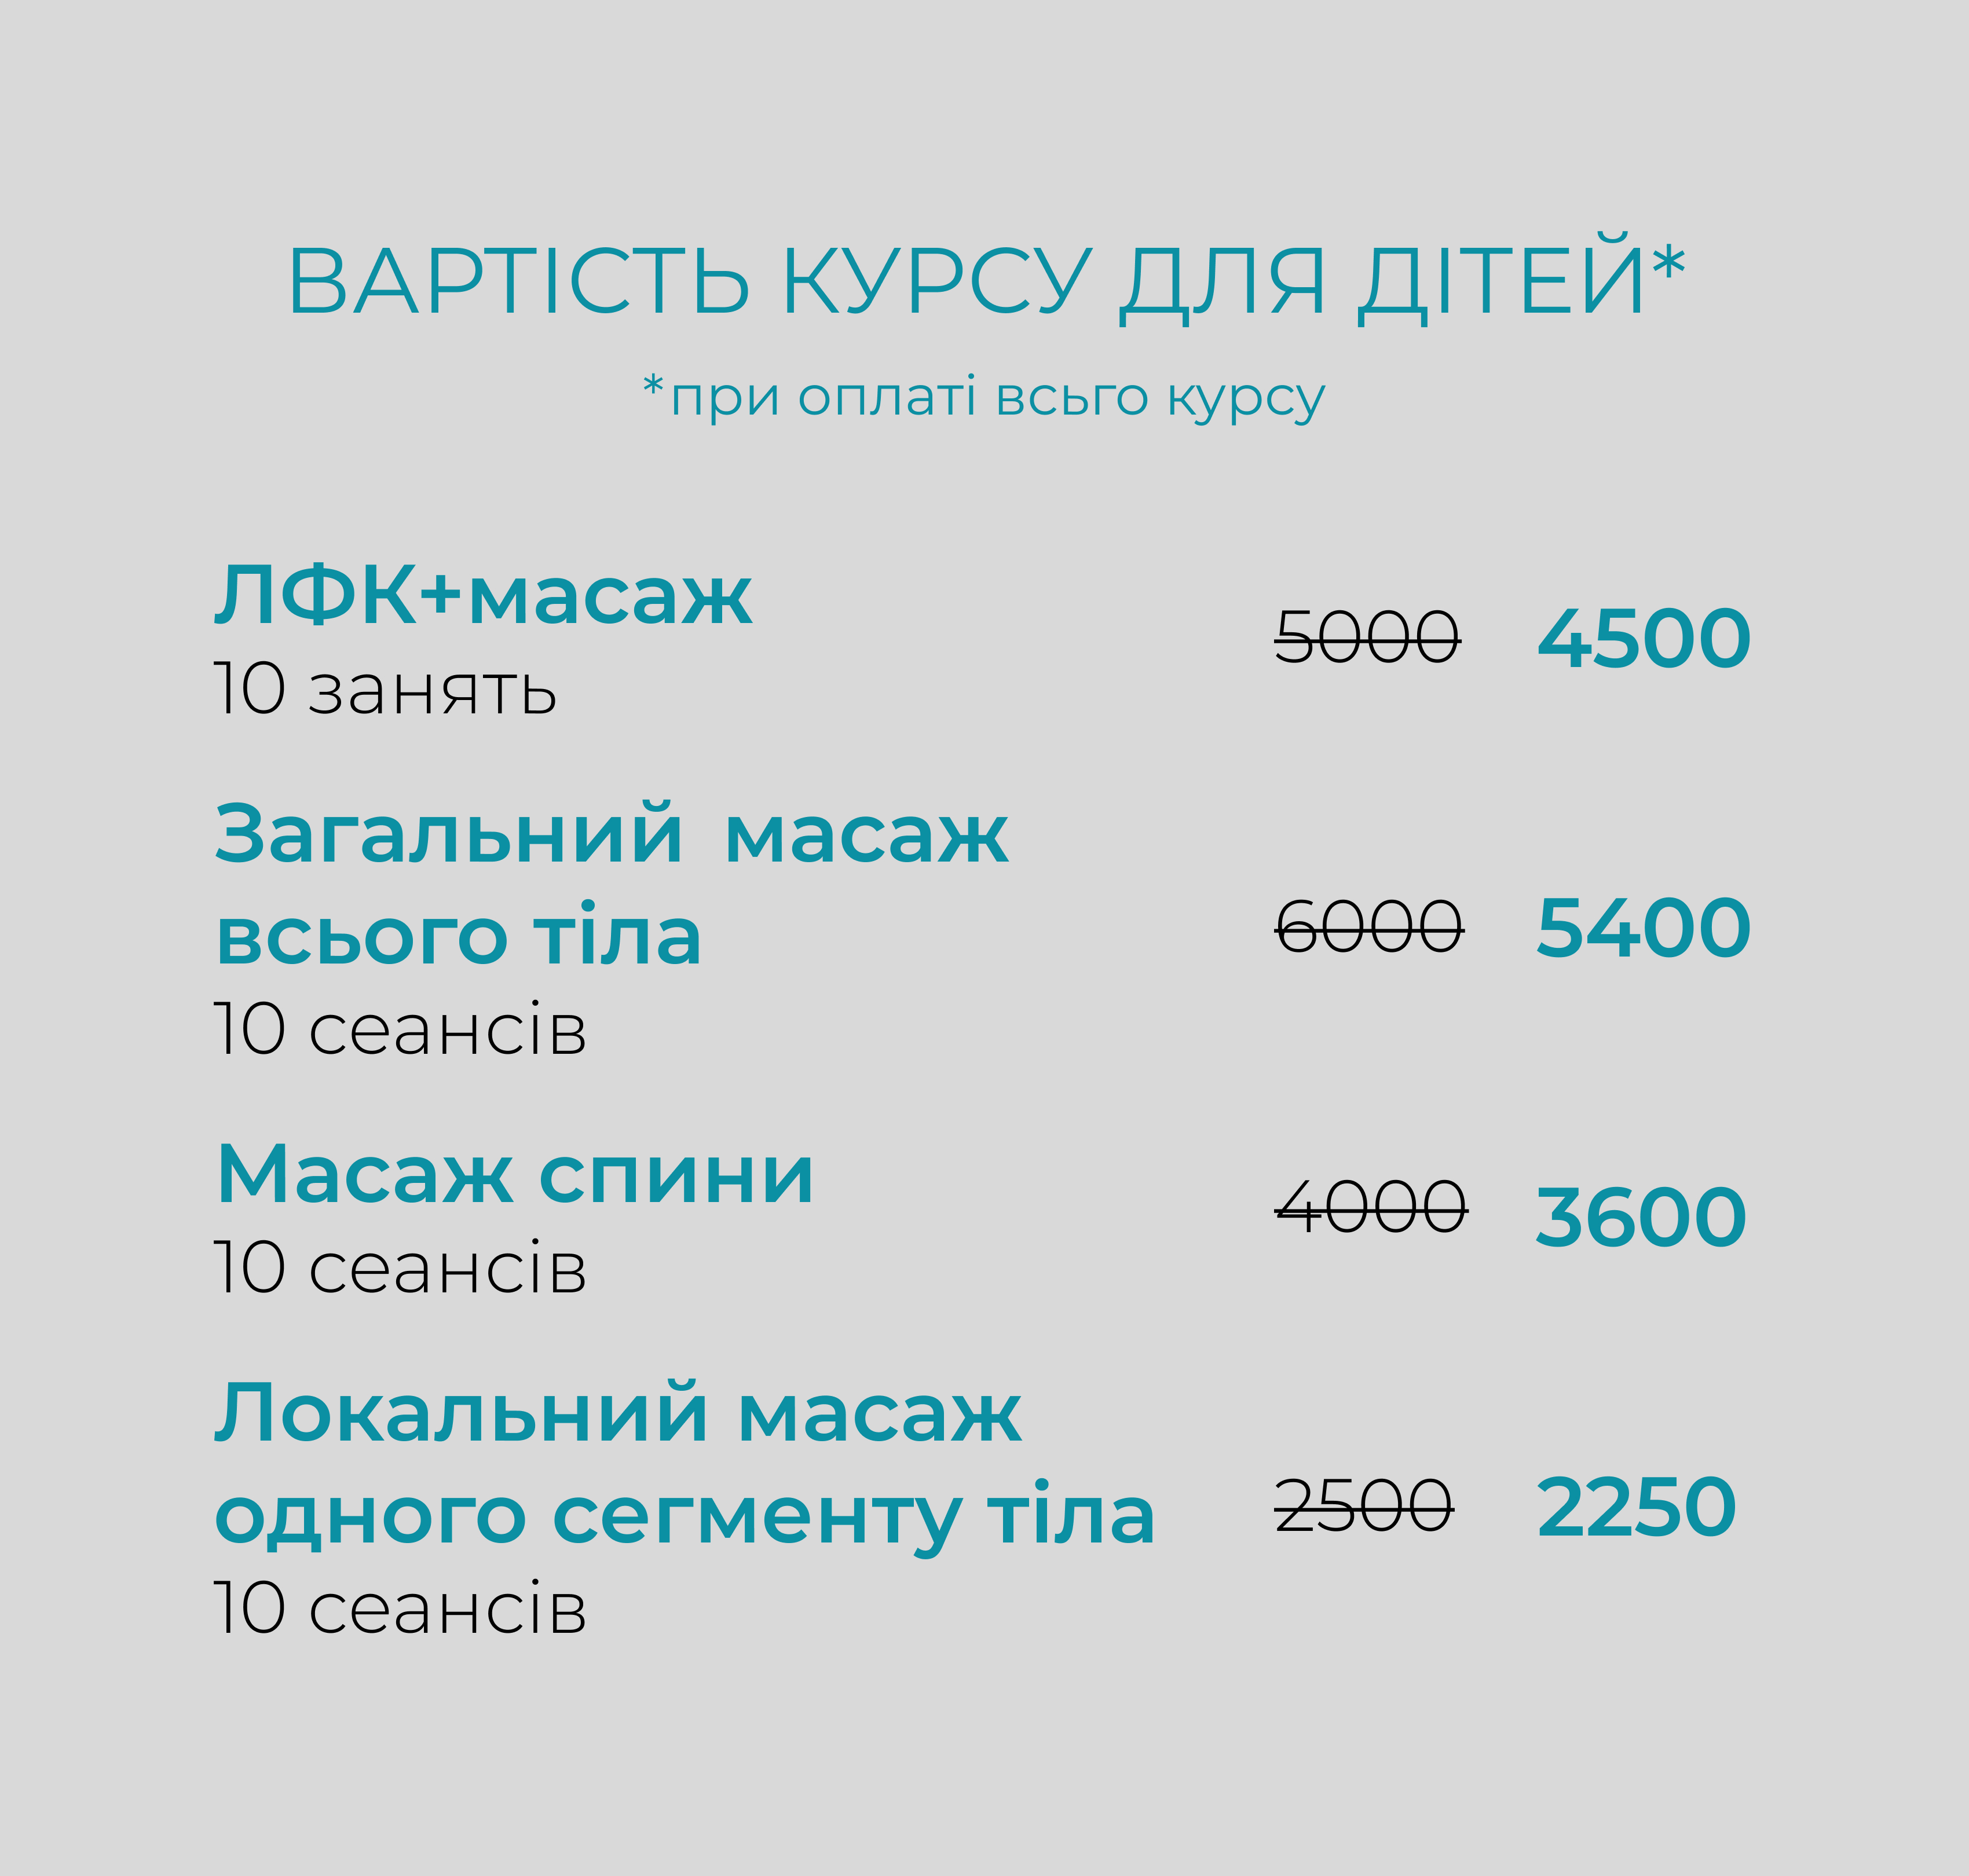 ВАРТІСТЬ КУРСУ ДЛЯ ДІТЕЙ*
*при оплаті всьго курсу
ЛФК+масаж
10 занять
5000 4500
Загальний масаж
всього тіла
10 сеансів
6000 5400
Масаж спини
10 сеансів
4000 3600
Локальний масаж
одного сегменту тіла
10 сеансів
2500 2250